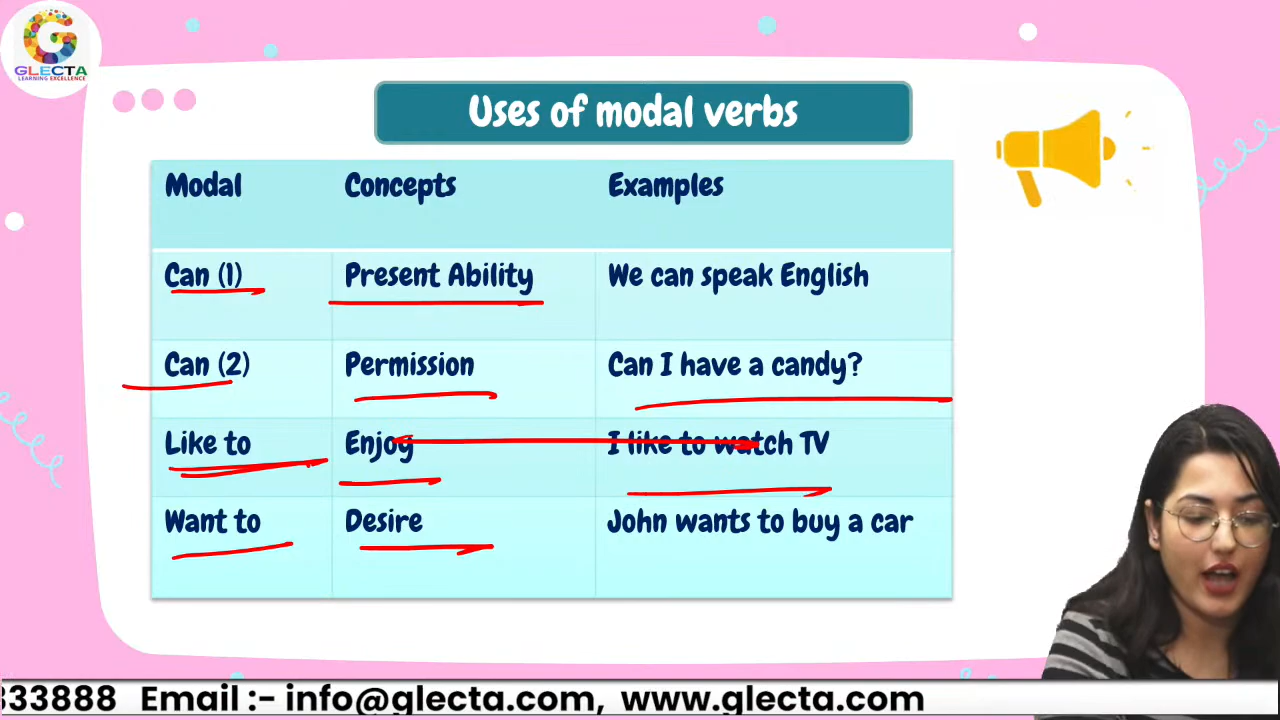 G
GLECTA
LEARNING EXCELLENCE
Uses of modal verbs
Modal Concepts Examples
Can (1) Present Ability We can speak English
Can (2) Permission Can I have a candy?
Like to Enjoy I like to watch TV
Want to Desire John wants to buy a car
333888 Email :- info@glecta.com, www.glecta.com